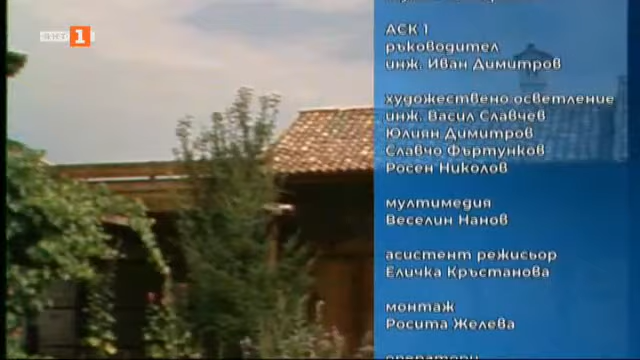 БНТ 1
АСК 1
ръководител
инж. Иван Димитров
художествено осветление
инж. Васил Славчев
Юлиян Димитров
Славчо Фъртунков
Росен Николов
мултимедия
Веселин Нанов
асистент режисьор
Еличка Кръстанова
монтаж
Росита Желева
оператори